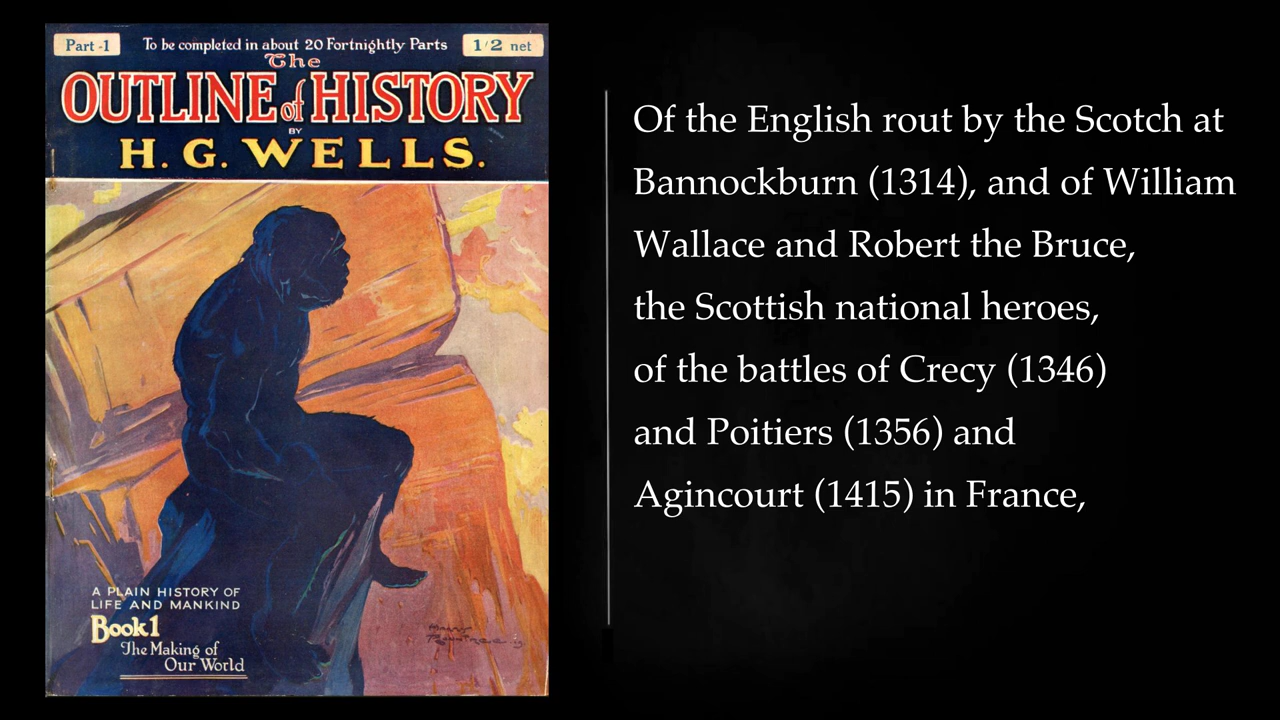 Part -1
To be completed in about 20 Fortnightly Parts
1/2 net
The
OUTLINE of HISTORY
BY
H. G. WELLS.
A PLAIN HISTORY OF
LIFE AND MANKIND
Book 1
The Making of
Our World
Of the English rout by the Scotch at
Bannockburn (1314), and of William
Wallace and Robert the Bruce,
the Scottish national heroes,
of the battles of Crecy (1346)
and Poitiers (1356) and
Agincourt (1415) in France,